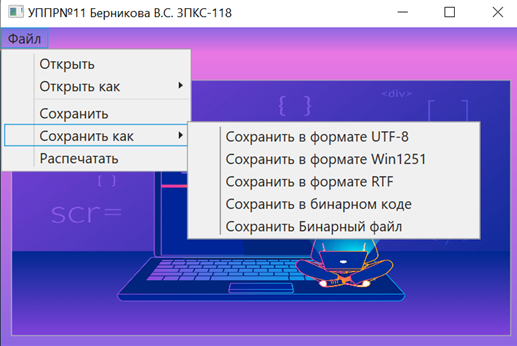 УППР№11 Берникова В.С. 3ПКС-118
Файл
Открыть
Открыть как
Сохранить
Сохранить как
Распечатать
Сохранить в формате UTF-8
Сохранить в формате Win1251
Сохранить в формате RTF
Сохранить в бинарном коде
Сохранить Бинарный файл
<div>
{ }
[ ]
[ ]
scr=